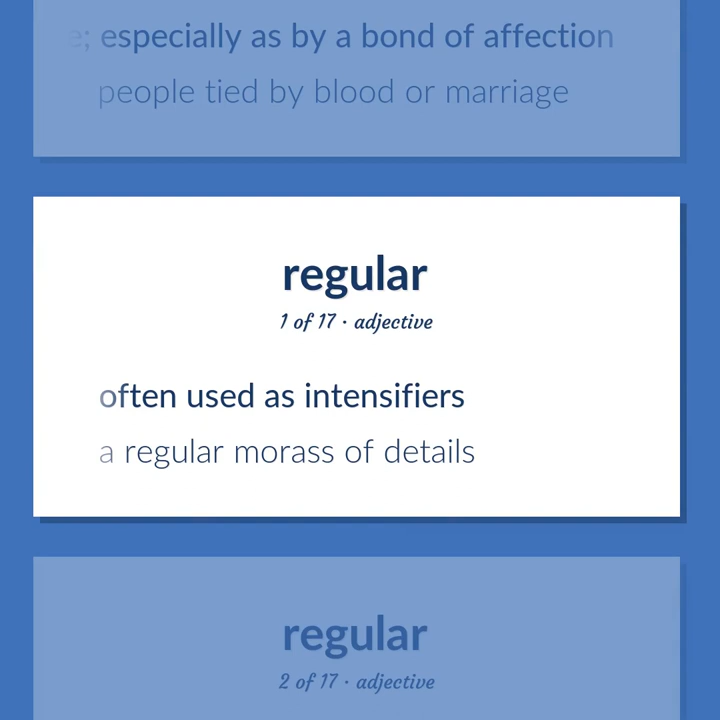 e; especially as by a bond of affection
people tied by blood or marriage
regular
1 of 17 · adjective
often used as intensifiers
a regular morass of details
regular
2 of 17 · adjective